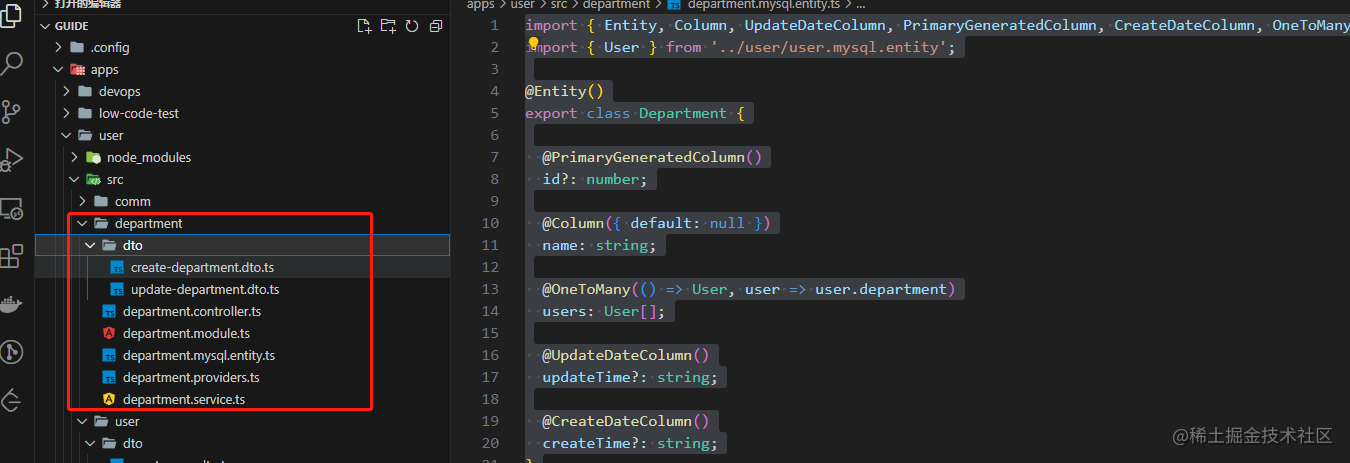 打开的编辑器
GUIDE
.config
apps
devops
low-code-test
user
node_modules
src
comm
department
dto
create-department.dto.ts
update-department.dto.ts
department.controller.ts
department.module.ts
department.mysql.entity.ts
department.providers.ts
department.service.ts
user
dto
apps > user > src > department > TS department.mysql.entity.ts > ...
1 import { Entity, Column, UpdateDateColumn, PrimaryGeneratedColumn, CreateDateColumn, OneToMany
2 import { User } from '../user/user.mysql.entity';
3
4 @Entity()
5 export class Department {
6
7 @PrimaryGeneratedColumn()
8 id?: number;
9
10 @Column({ default: null })
11 name: string;
12
13 @OneToMany(() => User, user => user.department)
14 users: User[];
15
16 @UpdateDateColumn()
17 updateTime?: string;
18
19 @CreateDateColumn()
20 createTime?: string;
21 }
@稀土掘金技术社区